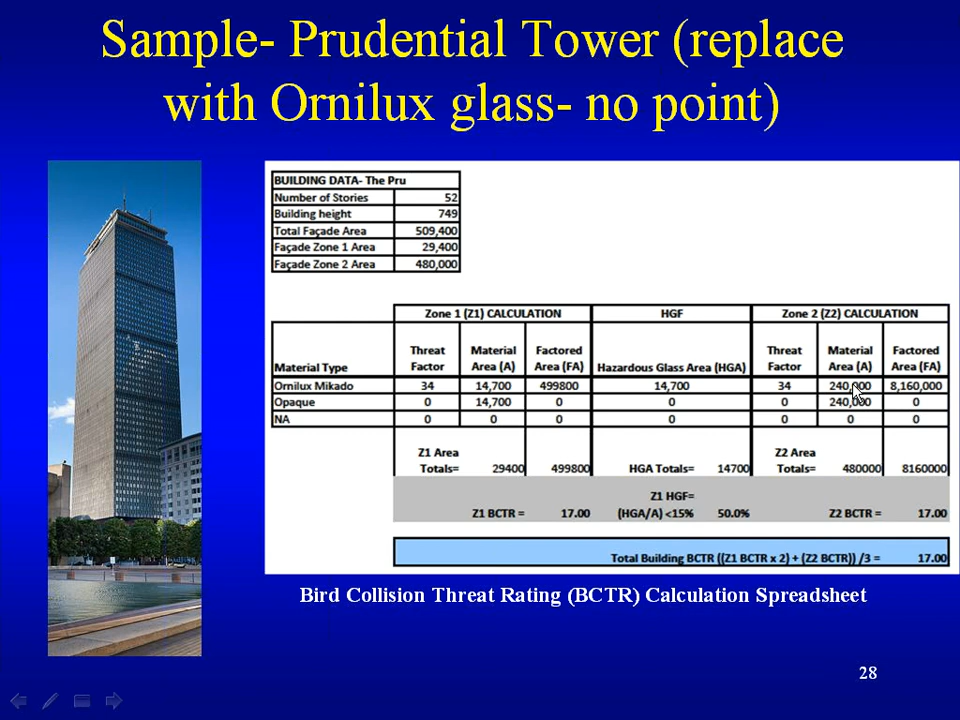 Sample- Prudential Tower (replace
with Ornilux glass- no point)
BUILDING DATA- The Pru
Number of Stories 52
Building height 749
Total Façade Area 509,400
Façade Zone 1 Area 29,400
Façade Zone 2 Area 480,000
Zone 1 (Z1) CALCULATION HGF Zone 2 (Z2) CALCULATION
Threat Material Factored Threat Material Factored
Material Type Factor Area (A) Area (FA) Hazardous Glass Area (HGA) Factor Area (A) Area (FA)
Ornilux Mikado 34 14,700 499800 14,700 34 240,000 8,160,000
Opaque 0 14,700 0 0 0 240,000 0
NA 0 0 0 0 0 0 0
Z1 Area Z2 Area
Totals= 29400 499800 HGA Totals= 14700 Totals= 480000 8160000
Z1 HGF=
Z1 BCTR = 17.00 (HGA/A) <15% 50.0% Z2 BCTR = 17.00
Total Building BCTR ((Z1 BCTR x 2) + (Z2 BCTR)) /3 = 17.00
Bird Collision Threat Rating (BCTR) Calculation Spreadsheet
28